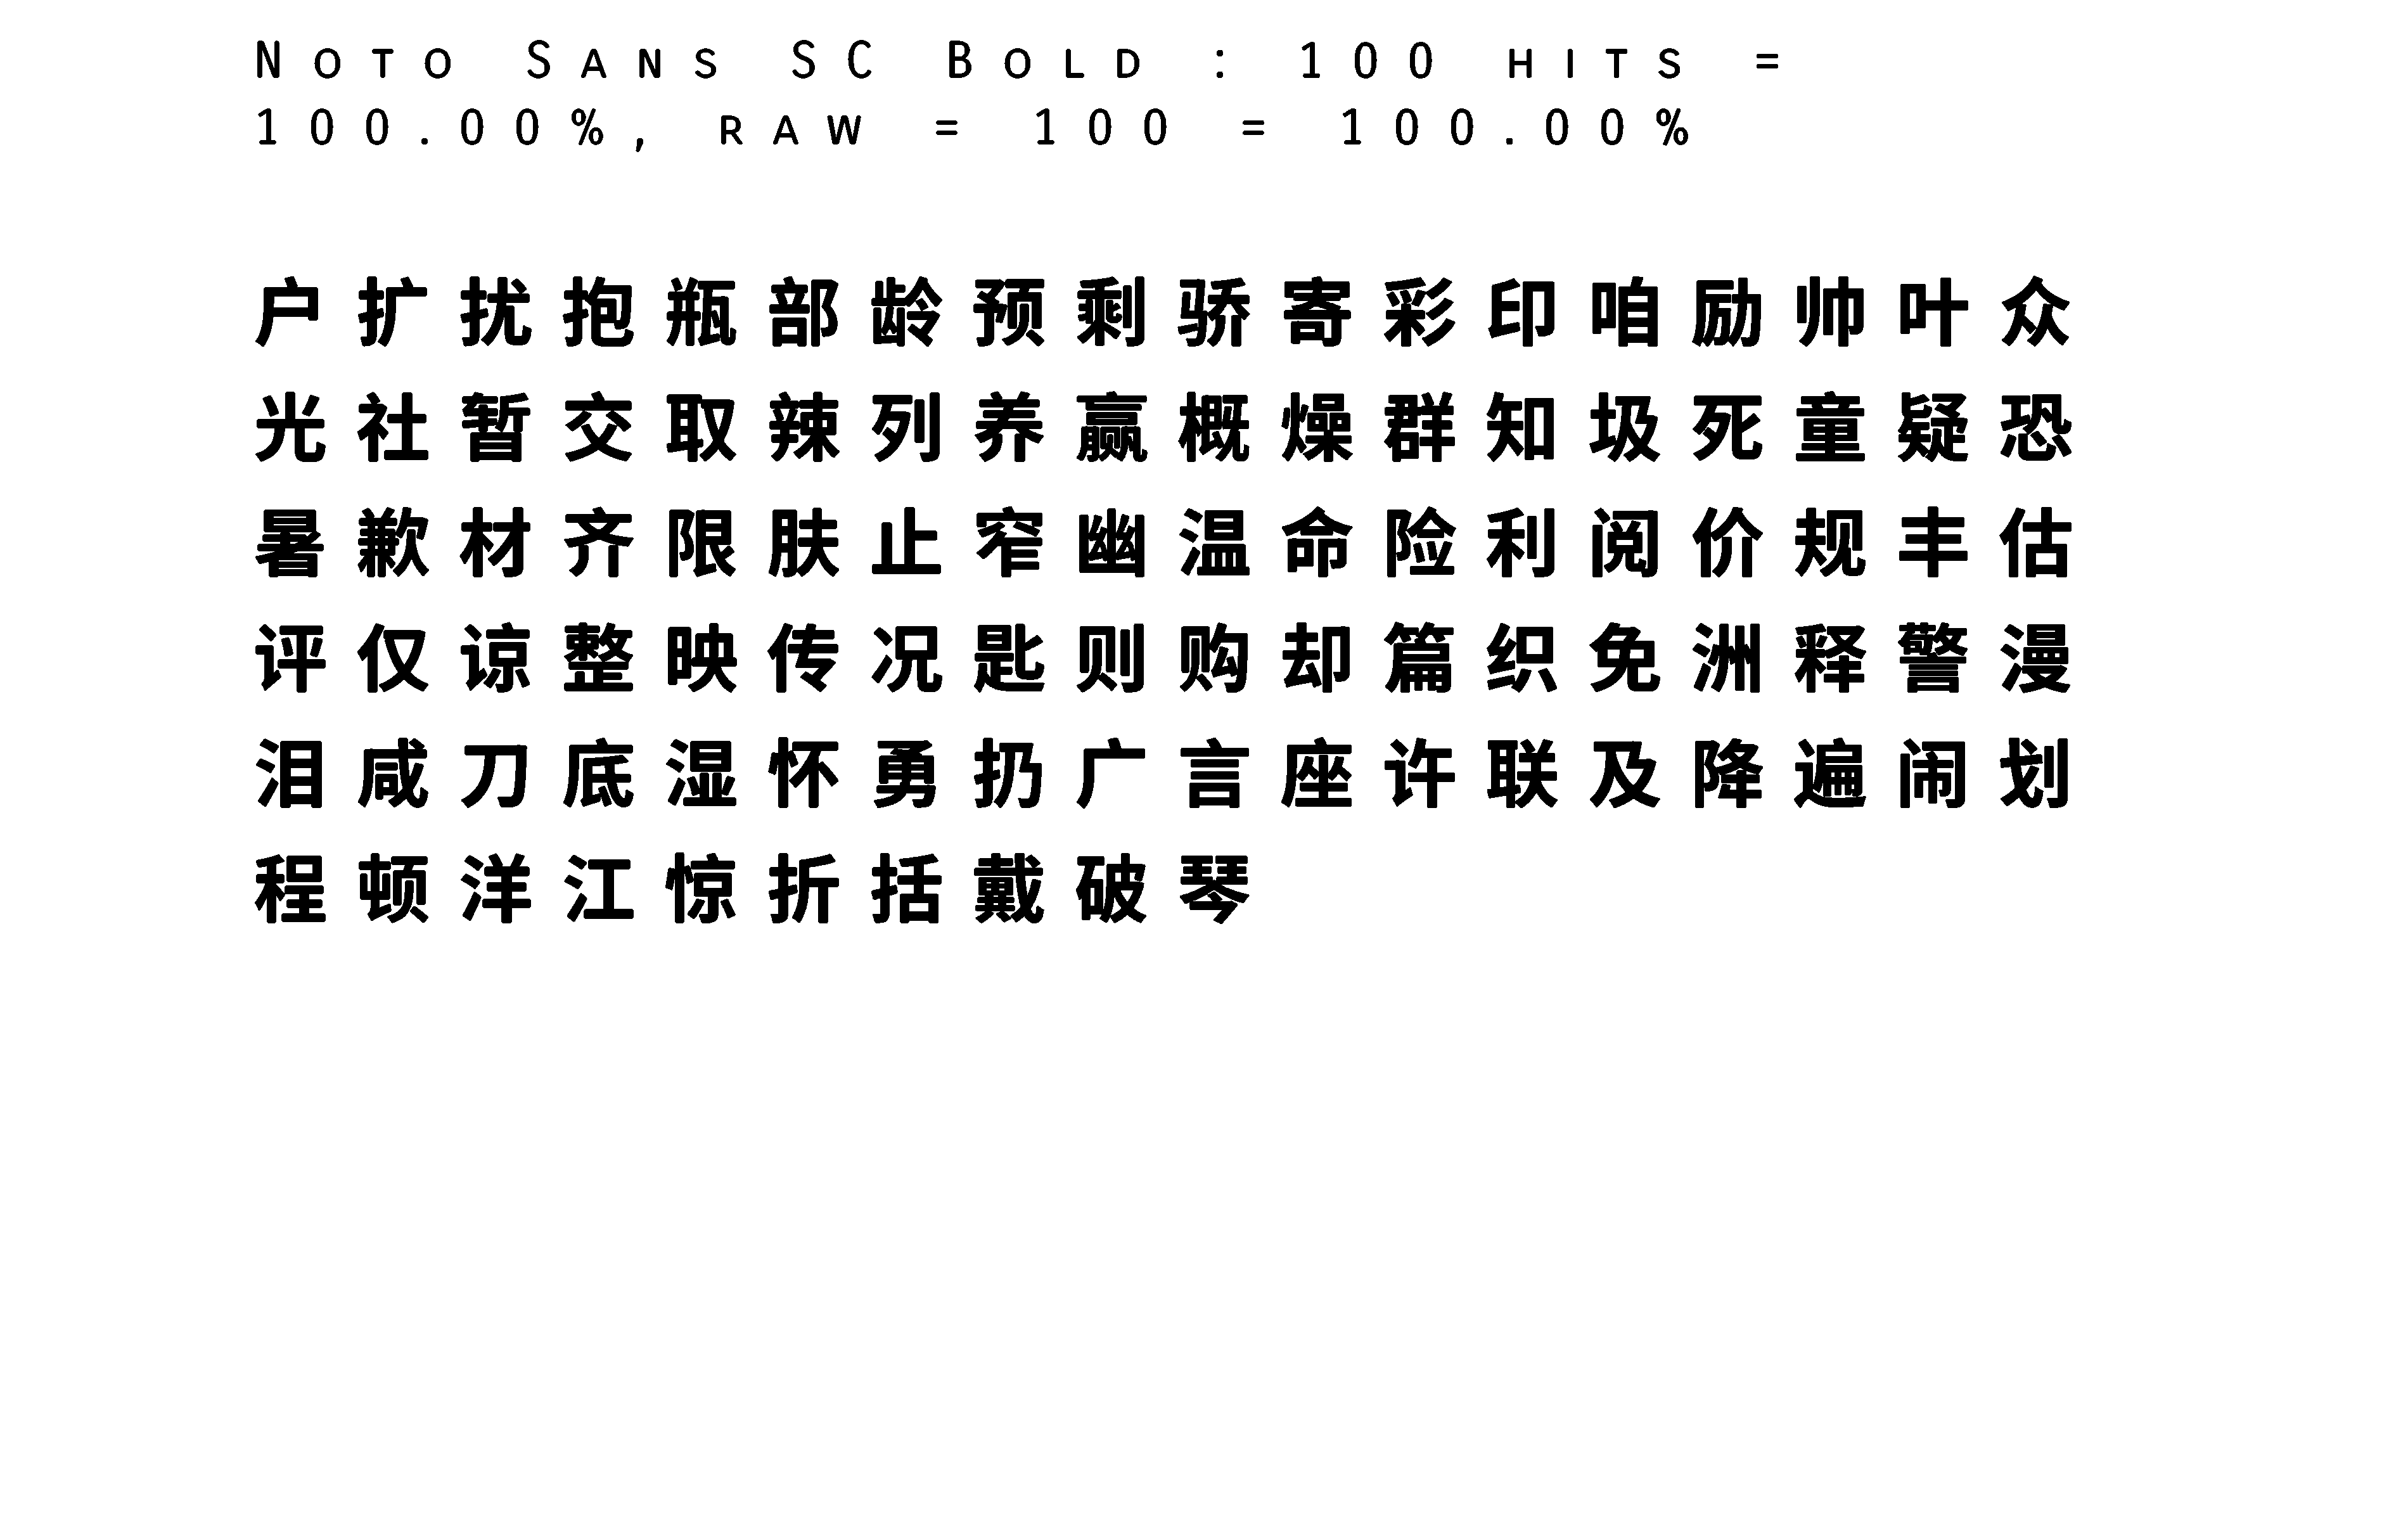 Noto Sans SC Bold : 100 hits =
100.00%, raw = 100 = 100.00%
户扩扰抱瓶部龄预剩骄寄彩印咱励帅叶众
光社暂交取辣列养赢概燥群知圾死童疑恐
暑歉材齐限肤止窄幽温命险利阅价规丰估
评仅谅整映传况匙则购却篇织免洲释警漫
泪咸刀底湿怀勇扔广言座许联及降遍闹划
程顿洋江惊折括戴破琴